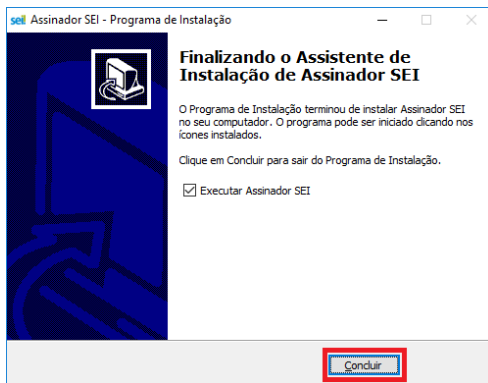 sei! Assinador SEI - Programa de Instalação
Finalizando o Assistente de
Instalação de Assinador SEI
O Programa de Instalação terminou de instalar Assinador SEI
no seu computador. O programa pode ser iniciado clicando nos
ícones instalados.
Clique em Concluir para sair do Programa de Instalação.
Executar Assinador SEI
Concluir